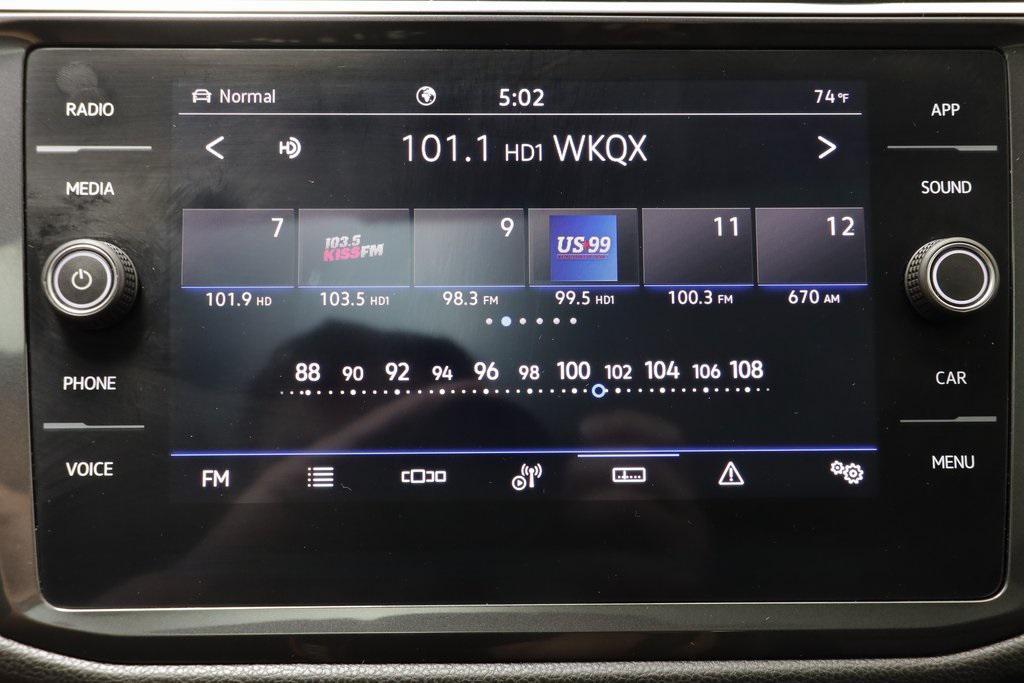 RADIO
MEDIA
PHONE
VOICE
Normal 5:02 74°F
< HD 101.1 HD1 WKQX >
7 103.5 KISSFM 9 US★99 11 12
101.9 HD 103.5 HD1 98.3 FM 99.5 HD1 100.3 FM 670 AM
88 90 92 94 96 98 100 102 104 106 108
FM
APP
SOUND
CAR
MENU